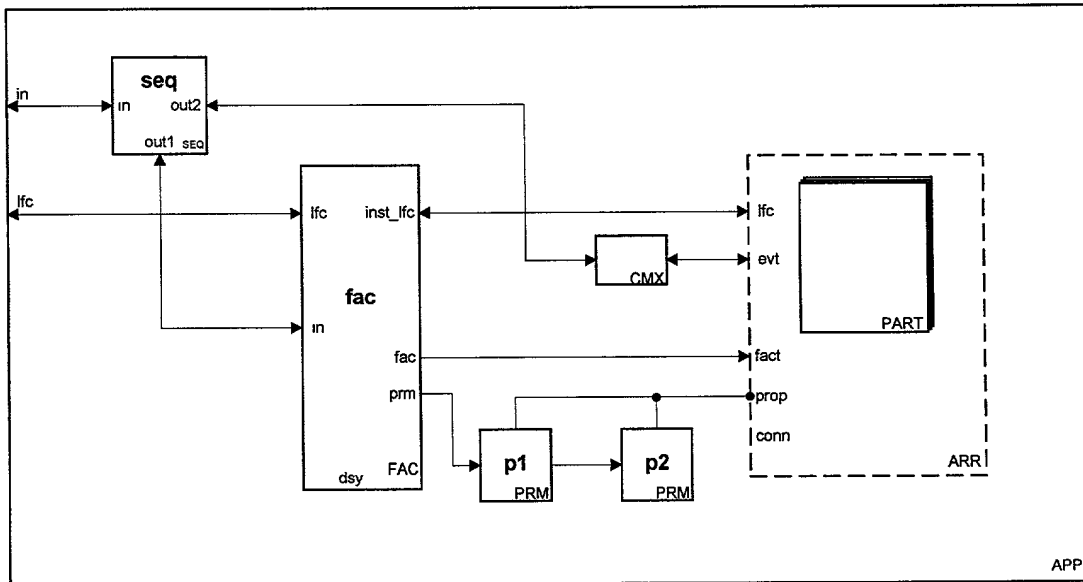 in
seq
in out2
out1 SEQ
lfc
lfc inst_lfc
fac
in
fac
prm
dsy FAC
CMX
p1
PRM
p2
PRM
lfc
evt
PART
fact
prop
conn
ARR
APP